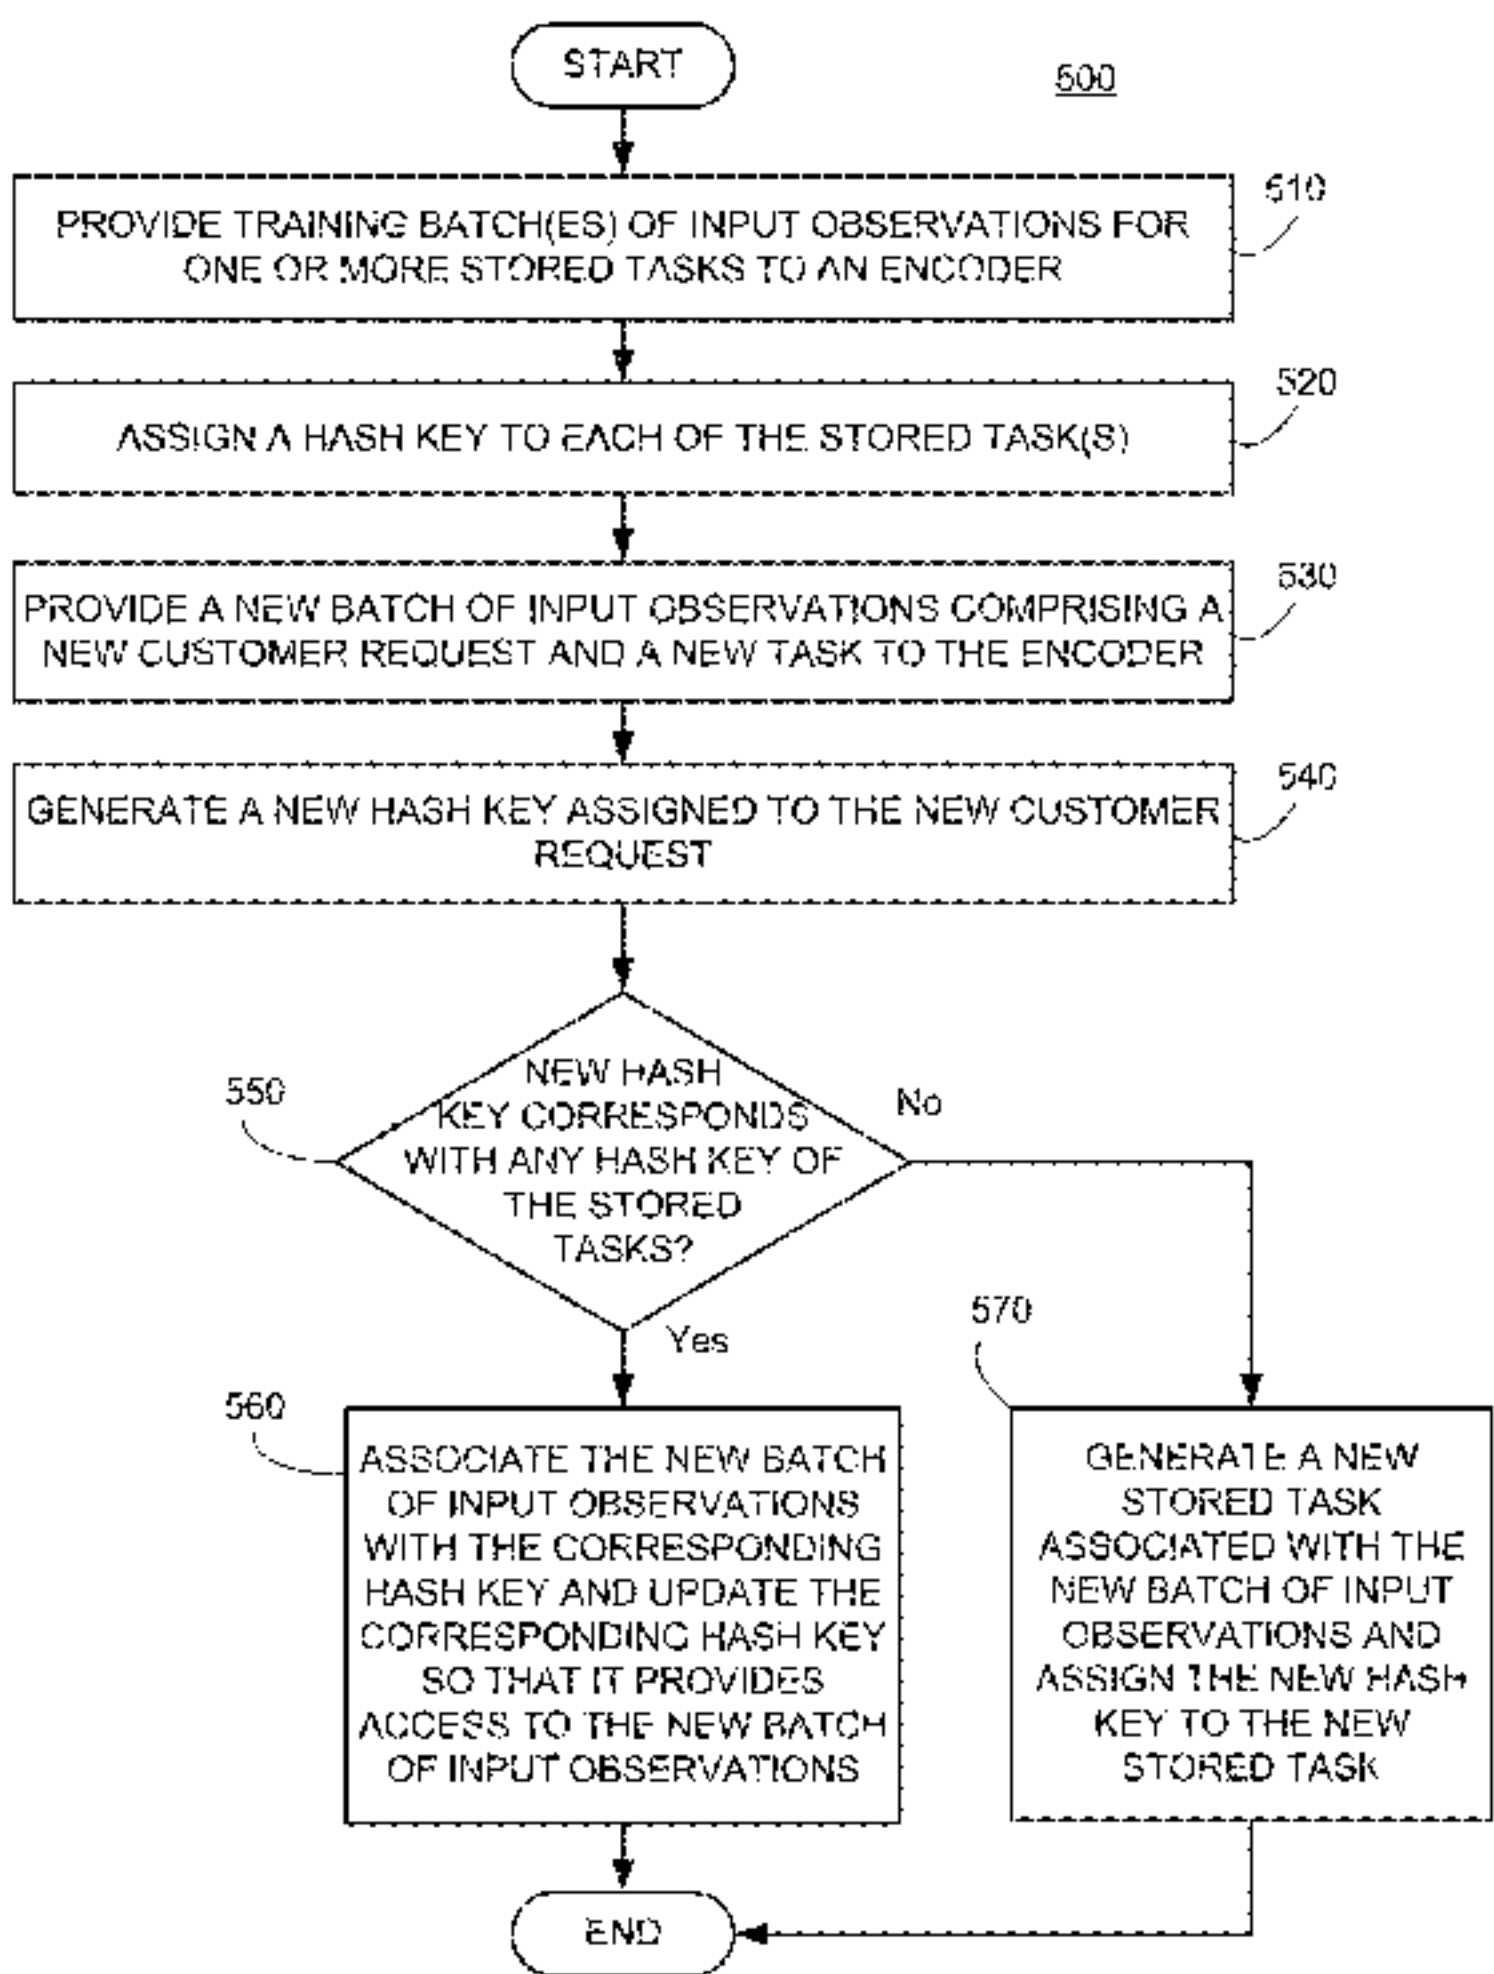 START
500
PROVIDE TRAINING BATCH(ES) OF INPUT OBSERVATIONS FOR
ONE OR MORE STORED TASKS TO AN ENCODER
510
ASSIGN A HASH KEY TO EACH OF THE STORED TASK(S)
520
PROVIDE A NEW BATCH OF INPUT OBSERVATIONS COMPRISING A
NEW CUSTOMER REQUEST AND A NEW TASK TO THE ENCODER
530
GENERATE A NEW HASH KEY ASSIGNED TO THE NEW CUSTOMER
REQUEST
540
NEW HASH
KEY CORRESPONDS
WITH ANY HASH KEY OF
THE STORED
TASKS?
550
No
Yes
560
ASSOCIATE THE NEW BATCH
OF INPUT OBSERVATIONS
WITH THE CORRESPONDING
HASH KEY AND UPDATE THE
CORRESPONDING HASH KEY
SO THAT IT PROVIDES
ACCESS TO THE NEW BATCH
OF INPUT OBSERVATIONS
570
GENERATE A NEW
STORED TASK
ASSOCIATED WITH THE
NEW BATCH OF INPUT
OBSERVATIONS AND
ASSIGN THE NEW HASH
KEY TO THE NEW
STORED TASK
END